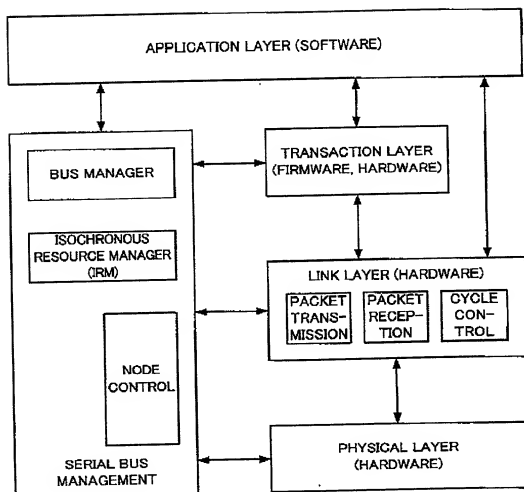 APPLICATION LAYER (SOFTWARE)
BUS MANAGER
ISOCHRONOUS
RESOURCE MANAGER
(IRM)
NODE
CONTROL
SERIAL BUS
MANAGEMENT
TRANSACTION LAYER
(FIRMWARE, HARDWARE)
LINK LAYER (HARDWARE)
PACKET
TRANS-
MISSION
PACKET
RECEP-
TION
CYCLE
CON-
TROL
PHYSICAL LAYER
(HARDWARE)